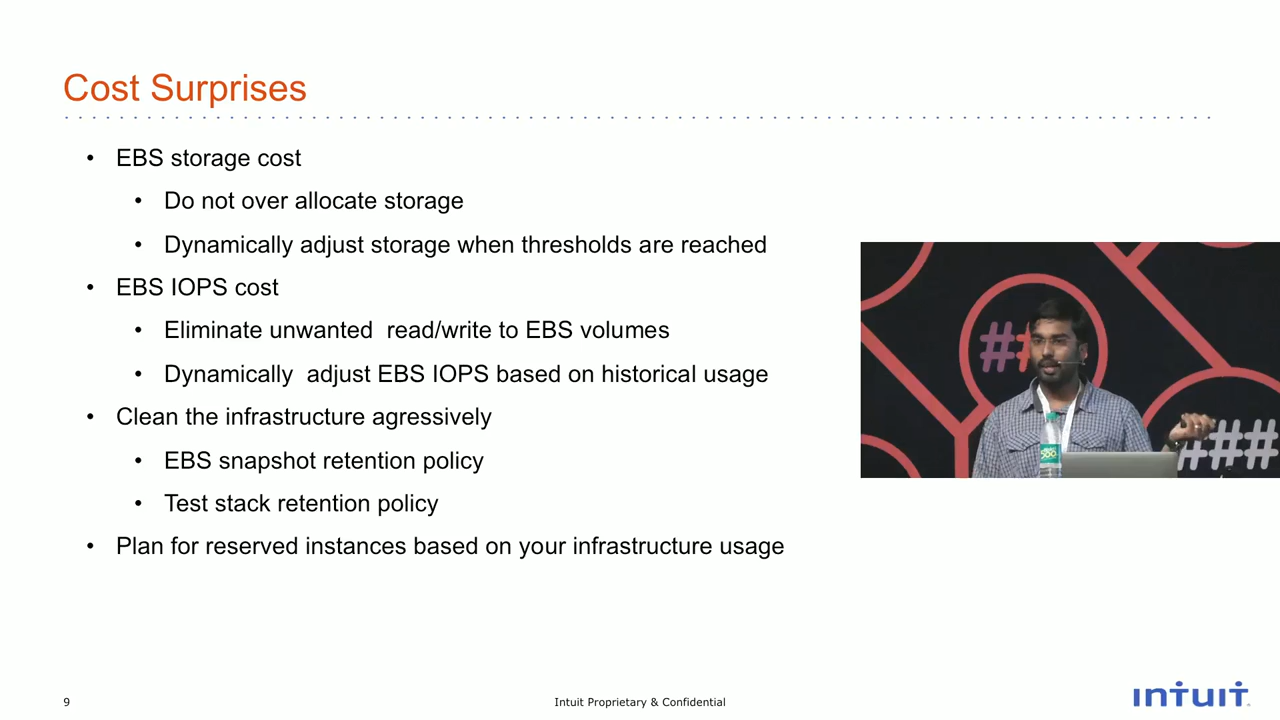 Cost Surprises
• EBS storage cost
• Do not over allocate storage
• Dynamically adjust storage when thresholds are reached
• EBS IOPS cost
• Eliminate unwanted  read/write to EBS volumes
• Dynamically  adjust EBS IOPS based on historical usage
• Clean the infrastructure agressively
• EBS snapshot retention policy
• Test stack retention policy
• Plan for reserved instances based on your infrastructure usage
#
###
9
Intuit Proprietary & Confidential
intuit